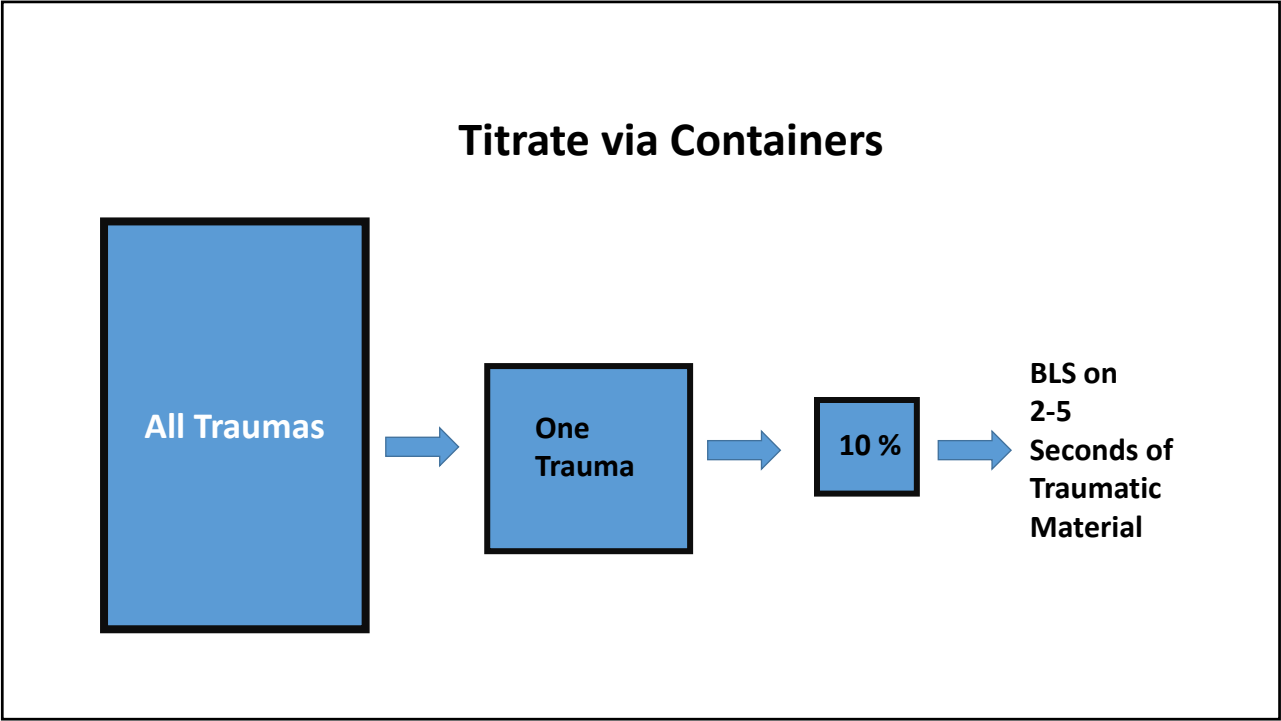 Titrate via Containers
All Traumas
One
Trauma
10 %
BLS on
2-5
Seconds of
Traumatic
Material